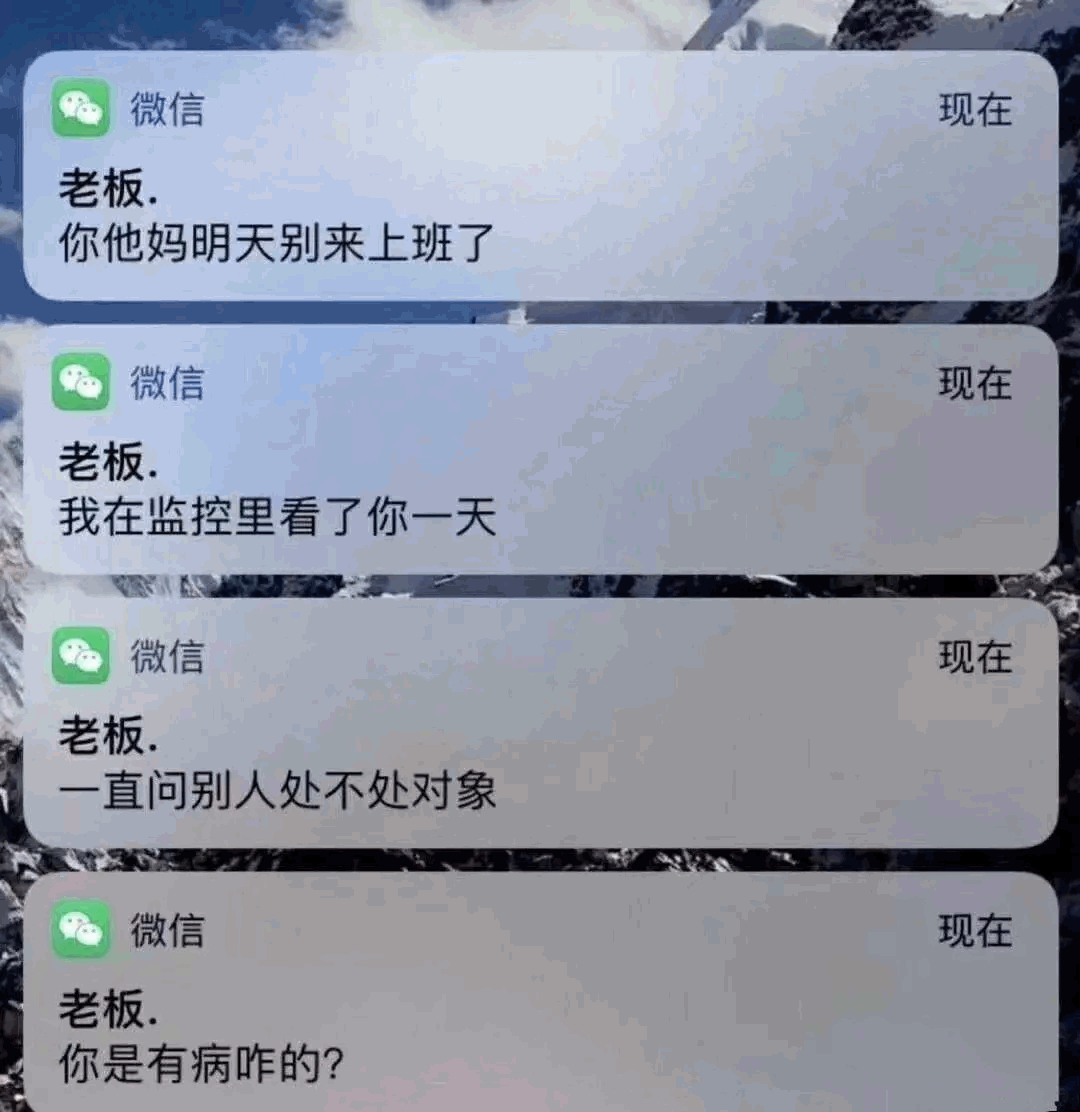 微信 现在
老板.
你他妈明天别来上班了
微信 现在
老板.
我在监控里看了你一天
微信 现在
老板.
一直问别人处不处对象
微信 现在
老板.
你是有病咋的?